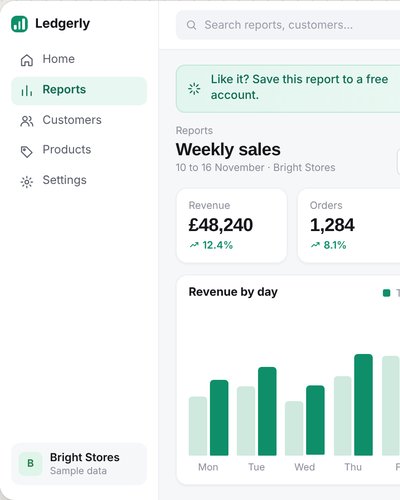 Ledgerly
Search reports, customers...
Home
Reports
Customers
Products
Settings
Like it? Save this report to a free
account.
Reports
Weekly sales
10 to 16 November · Bright Stores
Revenue
£48,240
12.4%
Orders
1,284
8.1%
Revenue by day
Mon
Tue
Wed
Thu
B
Bright Stores
Sample data